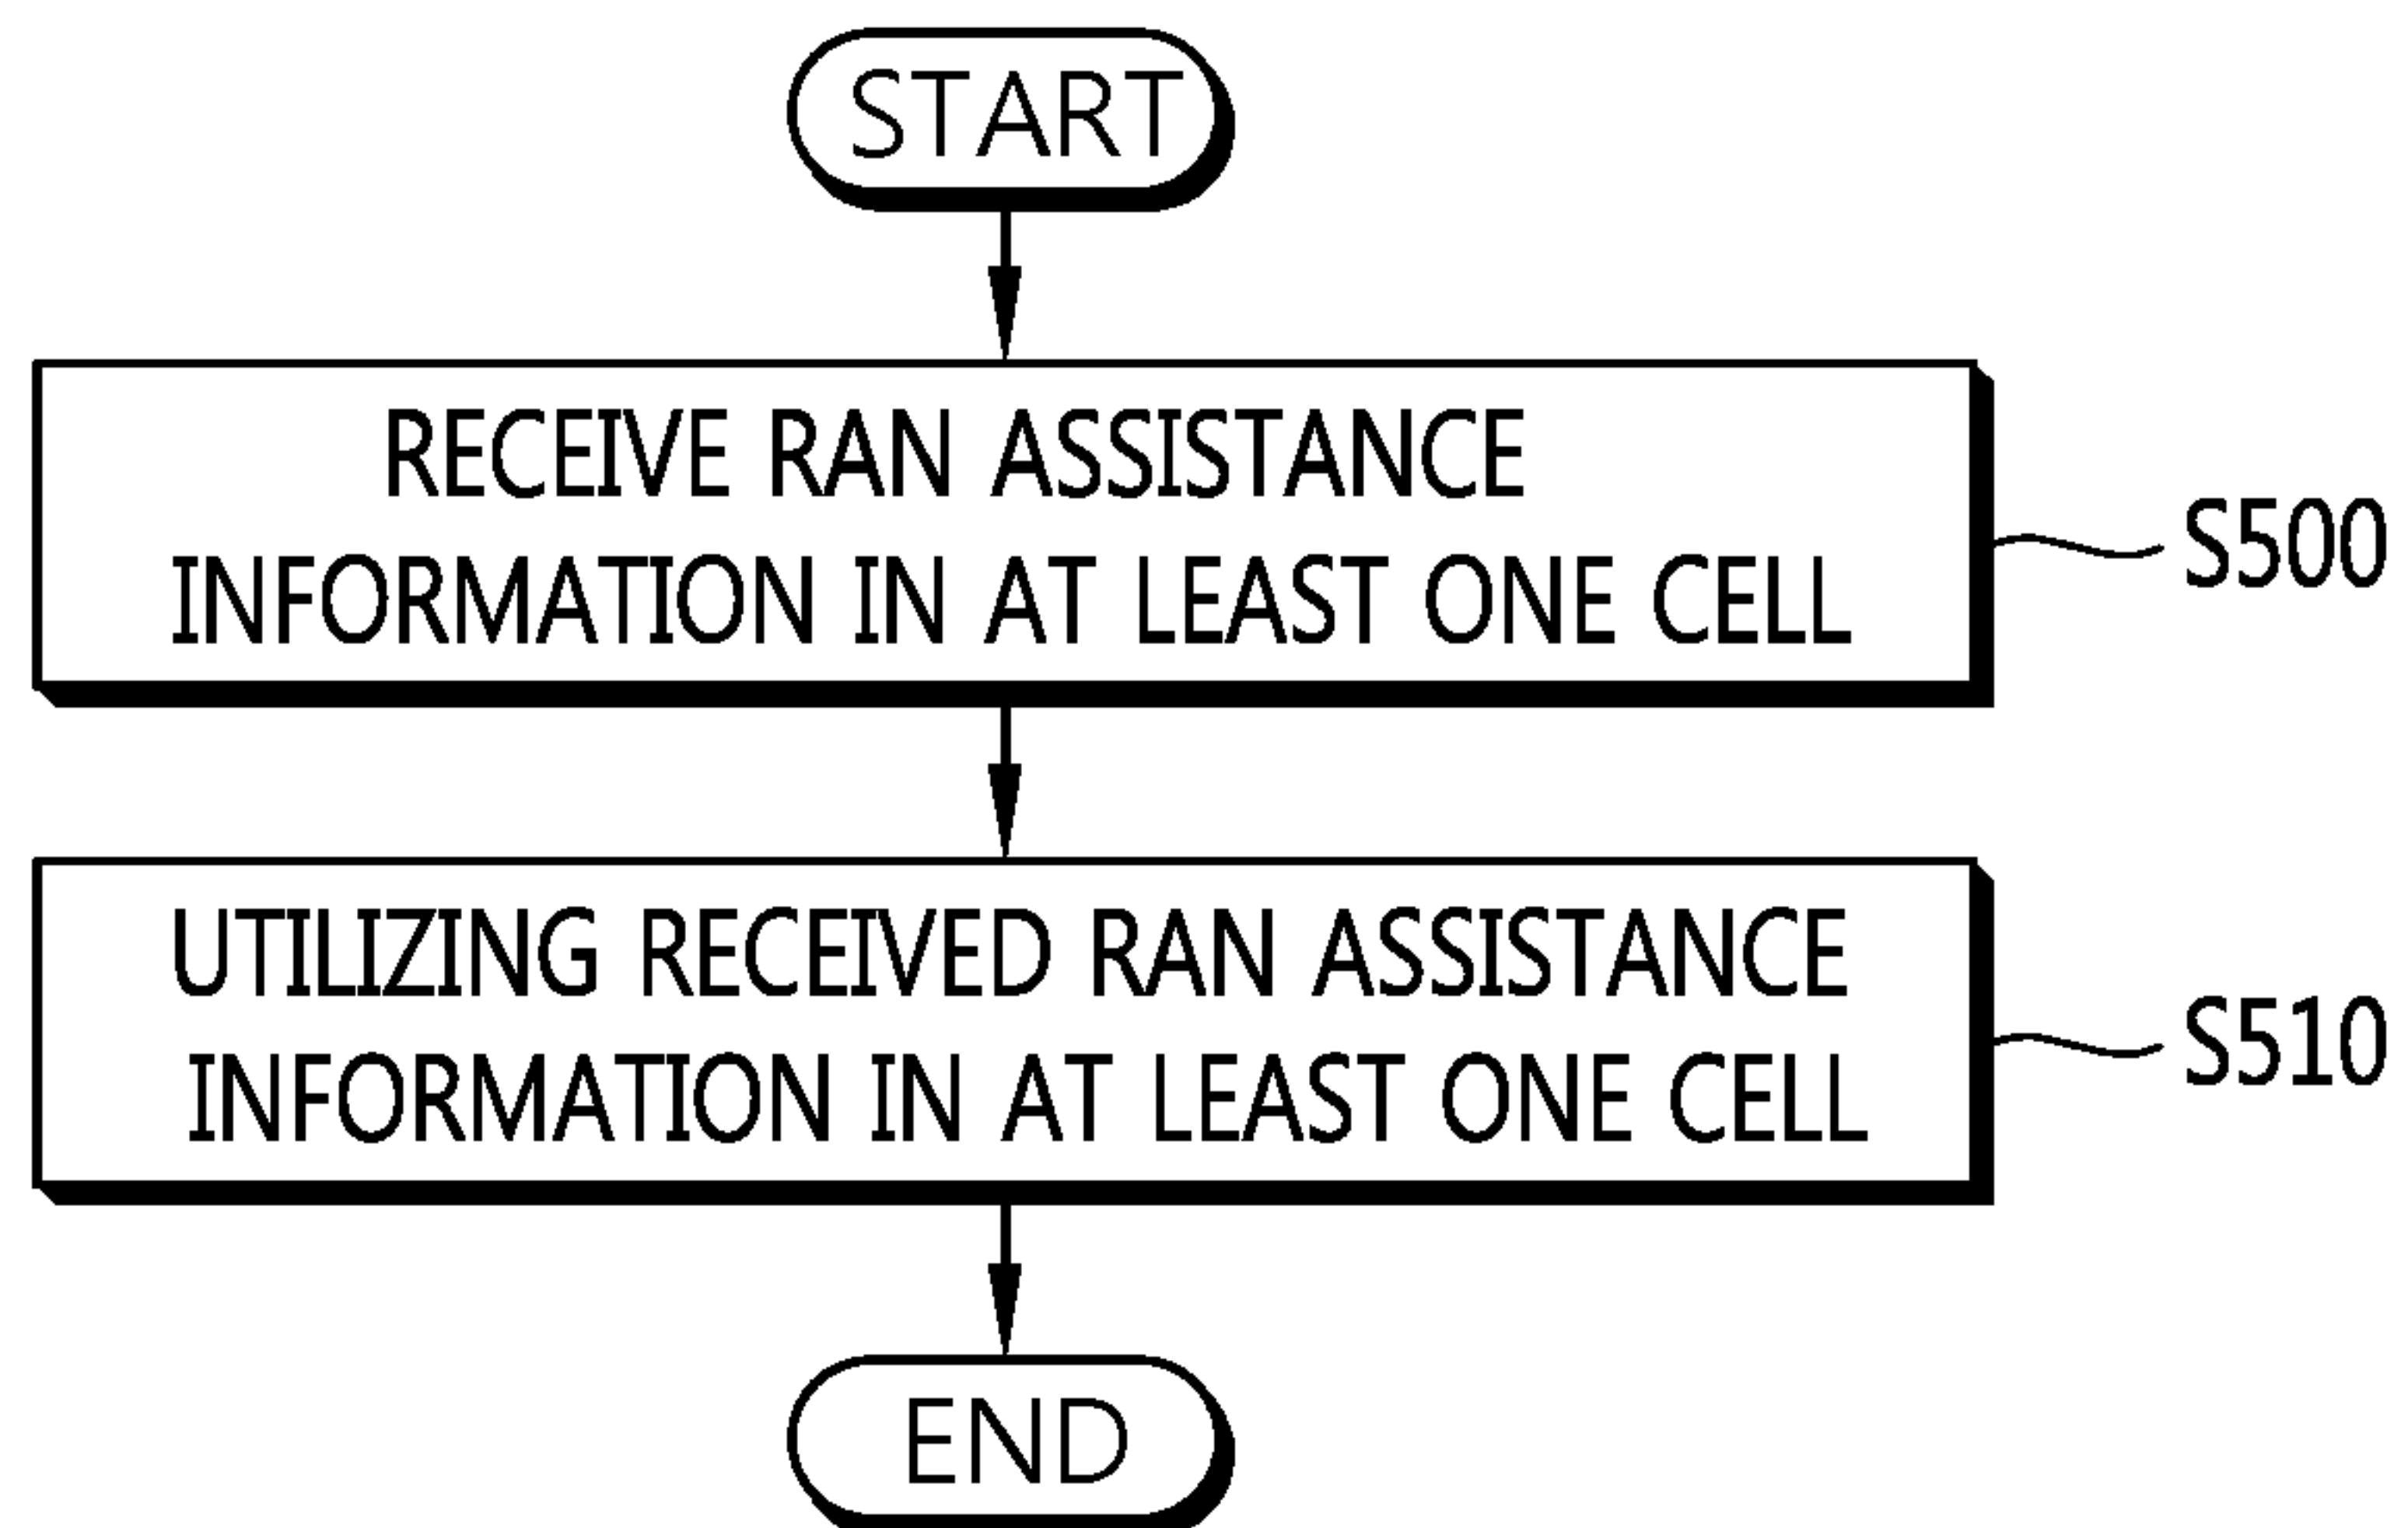 START
RECEIVE RAN ASSISTANCE
INFORMATION IN AT LEAST ONE CELL
S500
UTILIZING RECEIVED RAN ASSISTANCE
INFORMATION IN AT LEAST ONE CELL
S510
END